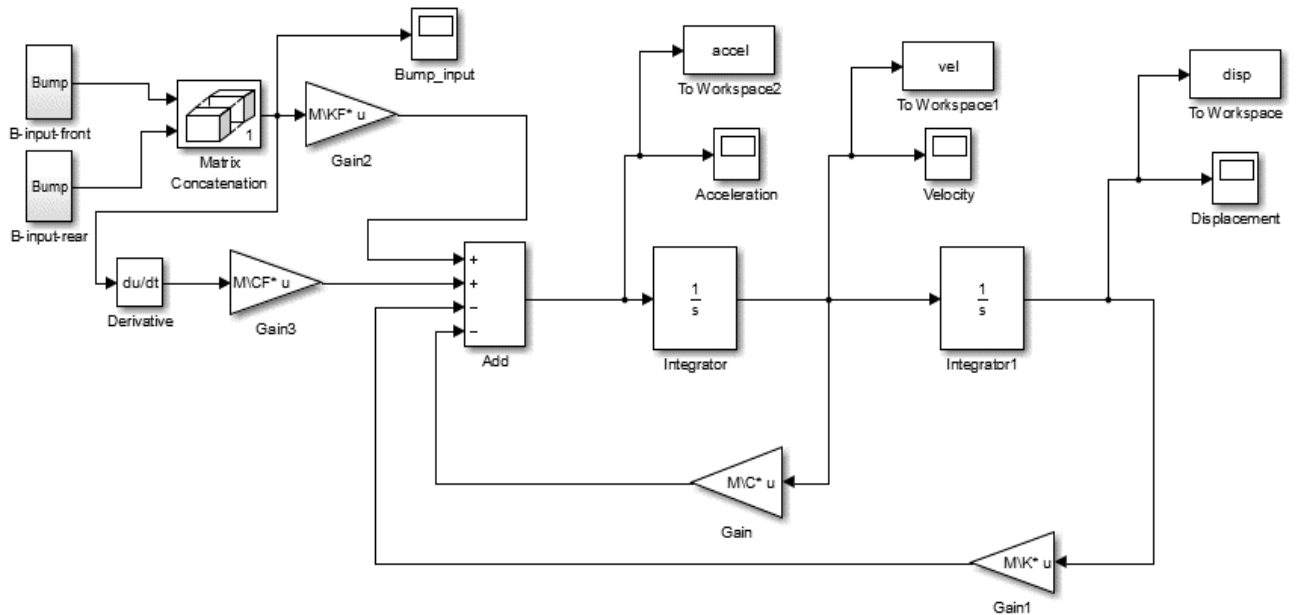 Bump
B-input-front
Bump
B-input-rear
1
Matrix
Concatenation
Bump_input
M\KF* u
Gain2
accel
To Workspace2
Acceleration
vel
To Workspace1
Velocity
disp
To Workspace
Displacement
du/dt
Derivative
M\CF* u
Gain3
+
+
−
−
Add
1
s
Integrator
1
s
Integrator1
M\C* u
Gain
M\K* u
Gain1